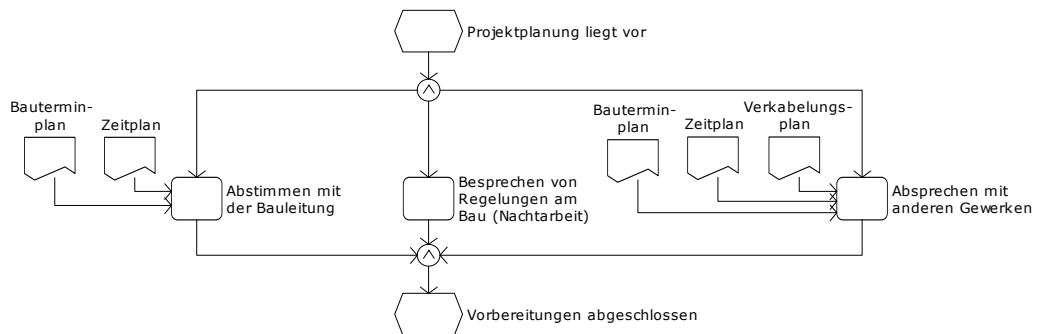 Projektplanung liegt vor
Bautermin-
plan
Zeitplan
Bautermin-
plan
Zeitplan
Verkabelungs-
plan
Abstimmen mit
der Bauleitung
Besprechen von
Regelungen am
Bau (Nachtarbeit)
Absprechen mit
anderen Gewerken
Vorbereitungen abgeschlossen